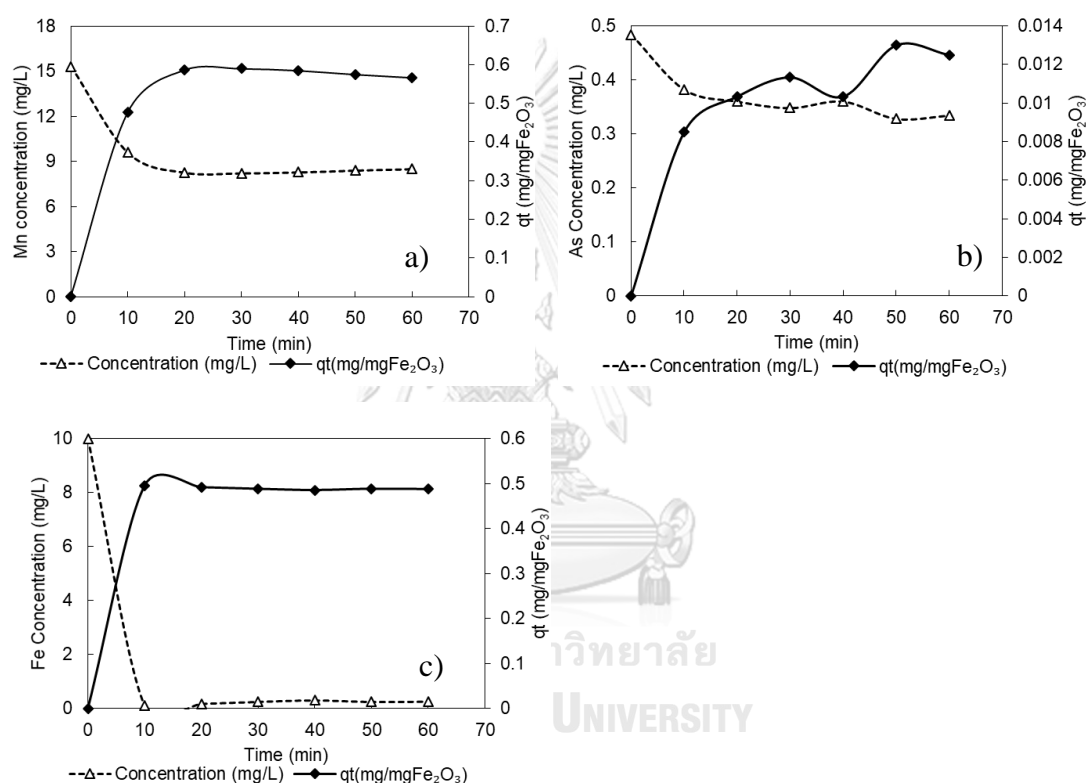 Mn concentration (mg/L)
18
15
12
9
6
3
0
0.7
0.6
0.5
0.4
0.3
0.2
0.1
0
qt (mg/mgFe₂O₃)
0 10 20 30 40 50 60 70
Time (min)
a)
Concentration (mg/L) qt(mg/mgFe₂O₃)
As Concentration (mg/L)
0.5
0.4
0.3
0.2
0.1
0
0.014
0.012
0.01
0.008
0.006
0.004
0.002
0
qt (mg/mgFe₂O₃)
0 10 20 30 40 50 60 70
Time (min)
b)
Concentration (mg/L) qt(mg/mgFe₂O₃)
Fe Concentration (mg/L)
10
8
6
4
2
0
0.6
0.5
0.4
0.3
0.2
0.1
0
qt (mg/mgFe₂O₃)
0 10 20 30 40 50 60 70
Time (min)
c)
Concentration (mg/L) qt(mg/mgFe₂O₃)
วิทยาลัย
UNIVERSITY